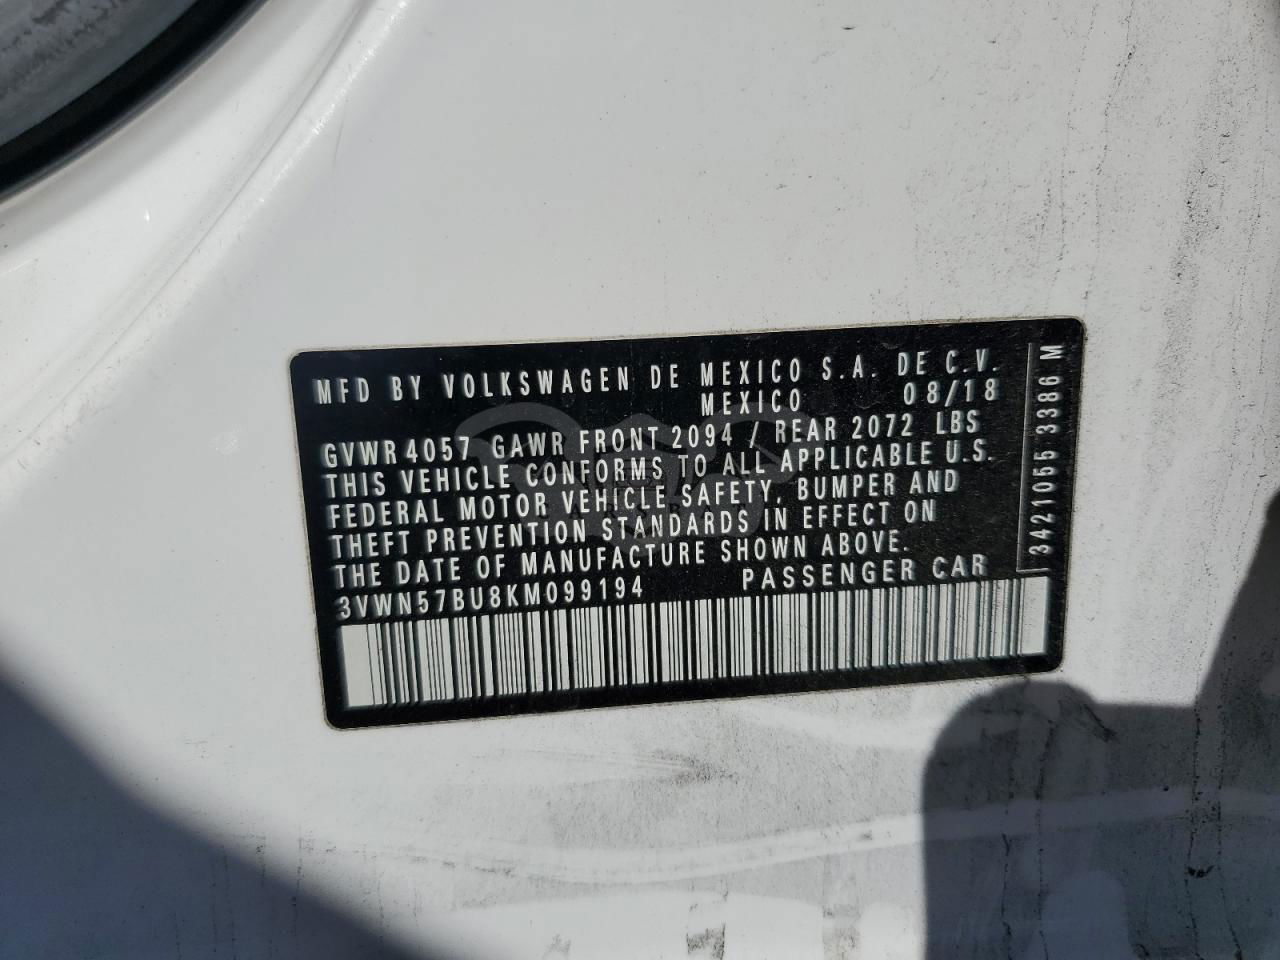 MFD BY VOLKSWAGEN DE MEXICO S.A. DE C.V.
MEXICO 08/18
GVWR 4057 GAWR FRONT 2094 / REAR 2072 LBS
THIS VEHICLE CONFORMS TO ALL APPLICABLE U.S.
FEDERAL MOTOR VEHICLE SAFETY, BUMPER AND
THEFT PREVENTION STANDARDS IN EFFECT ON
THE DATE OF MANUFACTURE SHOWN ABOVE.
3VWN57BU8KM099194 PASSENGER CAR
3421055 3386 M